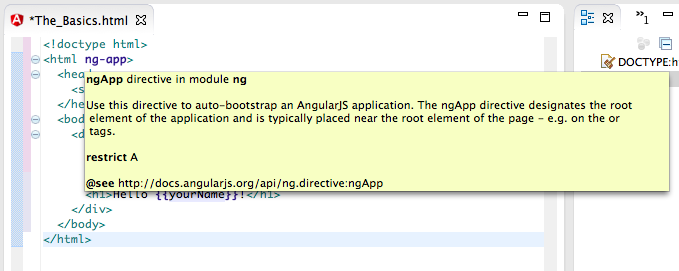 *The_Basics.html
»1
<!doctype html>
<html ng-app>
DOCTYPE:h
ngApp directive in module ng
Use this directive to auto-bootstrap an AngularJS application. The ngApp directive designates the root
element of the application and is typically placed near the root element of the page - e.g. on the or
tags.
restrict A
@see http://docs.angularjs.org/api/ng.directive:ngApp
<s
</he
<bod
<d
<h1>Hello {{yourName}}!</h1>
</div>
</body>
</html>